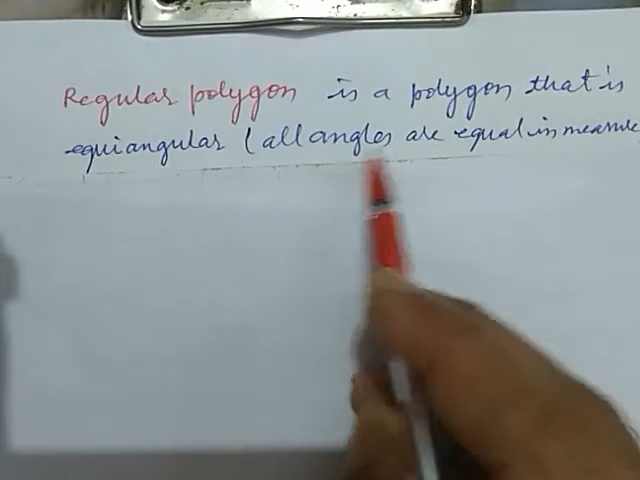 Regular polygon is a polygon that is
equiangular (all angles are equal in measure